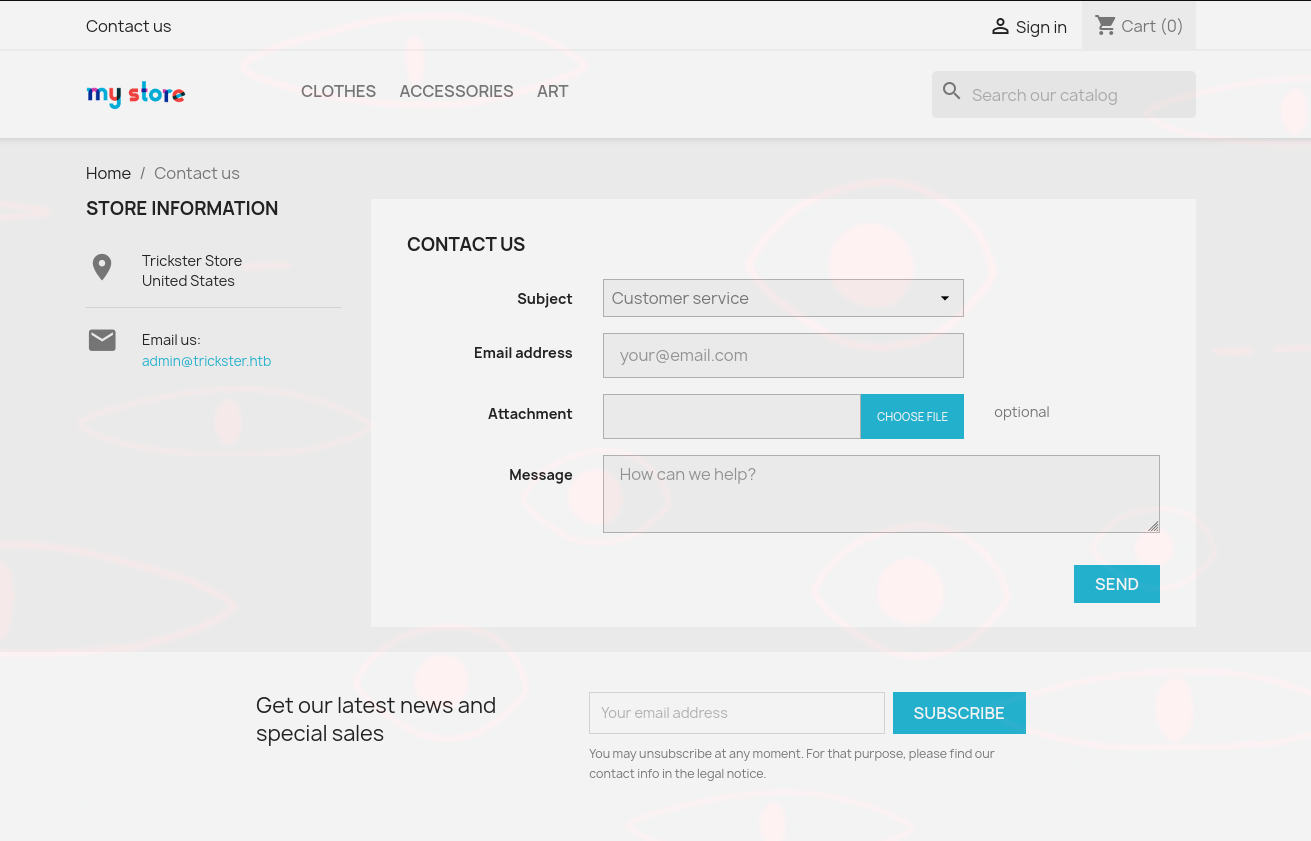 Contact us
Sign in
Cart (0)
my store
CLOTHES ACCESSORIES ART
Search our catalog
Home / Contact us
STORE INFORMATION
Trickster Store
United States
Email us:
admin@trickster.htb
CONTACT US
Subject
Customer service
Email address
your@email.com
Attachment
CHOOSE FILE
optional
Message
How can we help?
SEND
Get our latest news and
special sales
Your email address
SUBSCRIBE
You may unsubscribe at any moment. For that purpose, please find our
contact info in the legal notice.